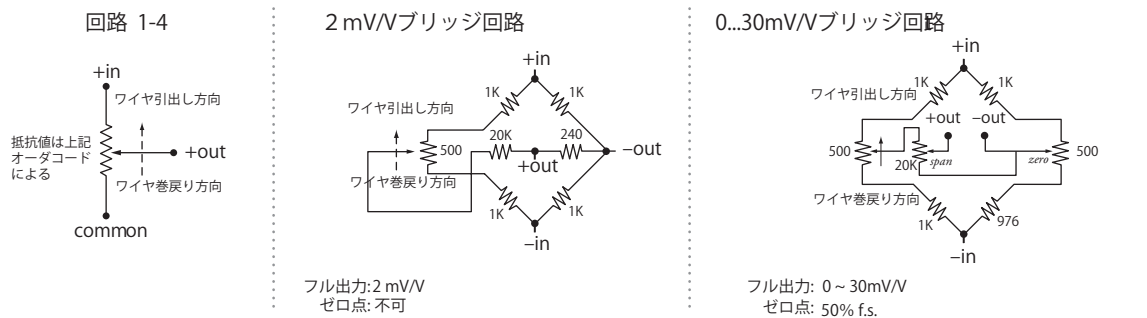 回路 1-4
+in
ワイヤ引出し方向
抵抗値は上記
オーダコード
による
+out
ワイヤ巻戻り方向
common
2 mV/Vブリッジ回路
+in
1K
1K
ワイヤ引出し方向
500
20K
240
+out
–out
ワイヤ巻戻り方向
1K
1K
–in
フル出力:2 mV/V
ゼロ点: 不可
0...30mV/Vブリッジ回路
+in
1K
1K
ワイヤ引出し方向
+out
–out
500
20K
span
zero
500
ワイヤ巻戻り方向
1K
976
–in
フル出力: 0 ~ 30mV/V
ゼロ点: 50% f.s.